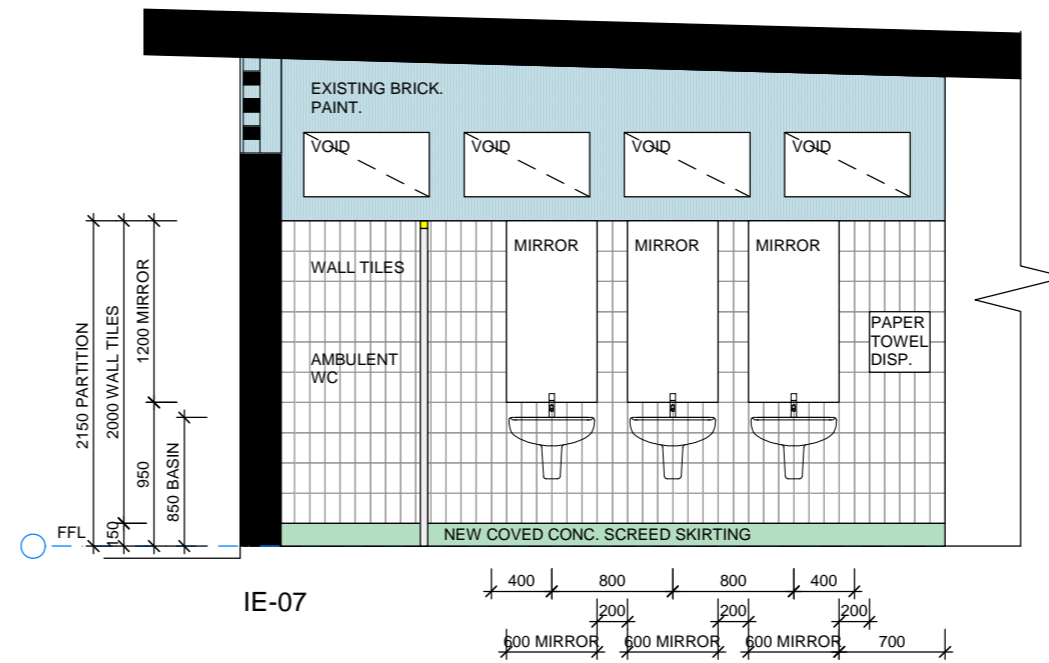 EXISTING BRICK.
PAINT.
VOID
VOID
VOID
VOID
MIRROR
MIRROR
MIRROR
WALL TILES
PAPER
TOWEL
DISP.
AMBULENT
WC
2150 PARTITION
2000 WALL TILES
1200 MIRROR
950
850 BASIN
150
FFL
NEW COVED CONC. SCREED SKIRTING
IE-07
400
800
800
400
200
200
200
600 MIRROR
600 MIRROR
600 MIRROR
700